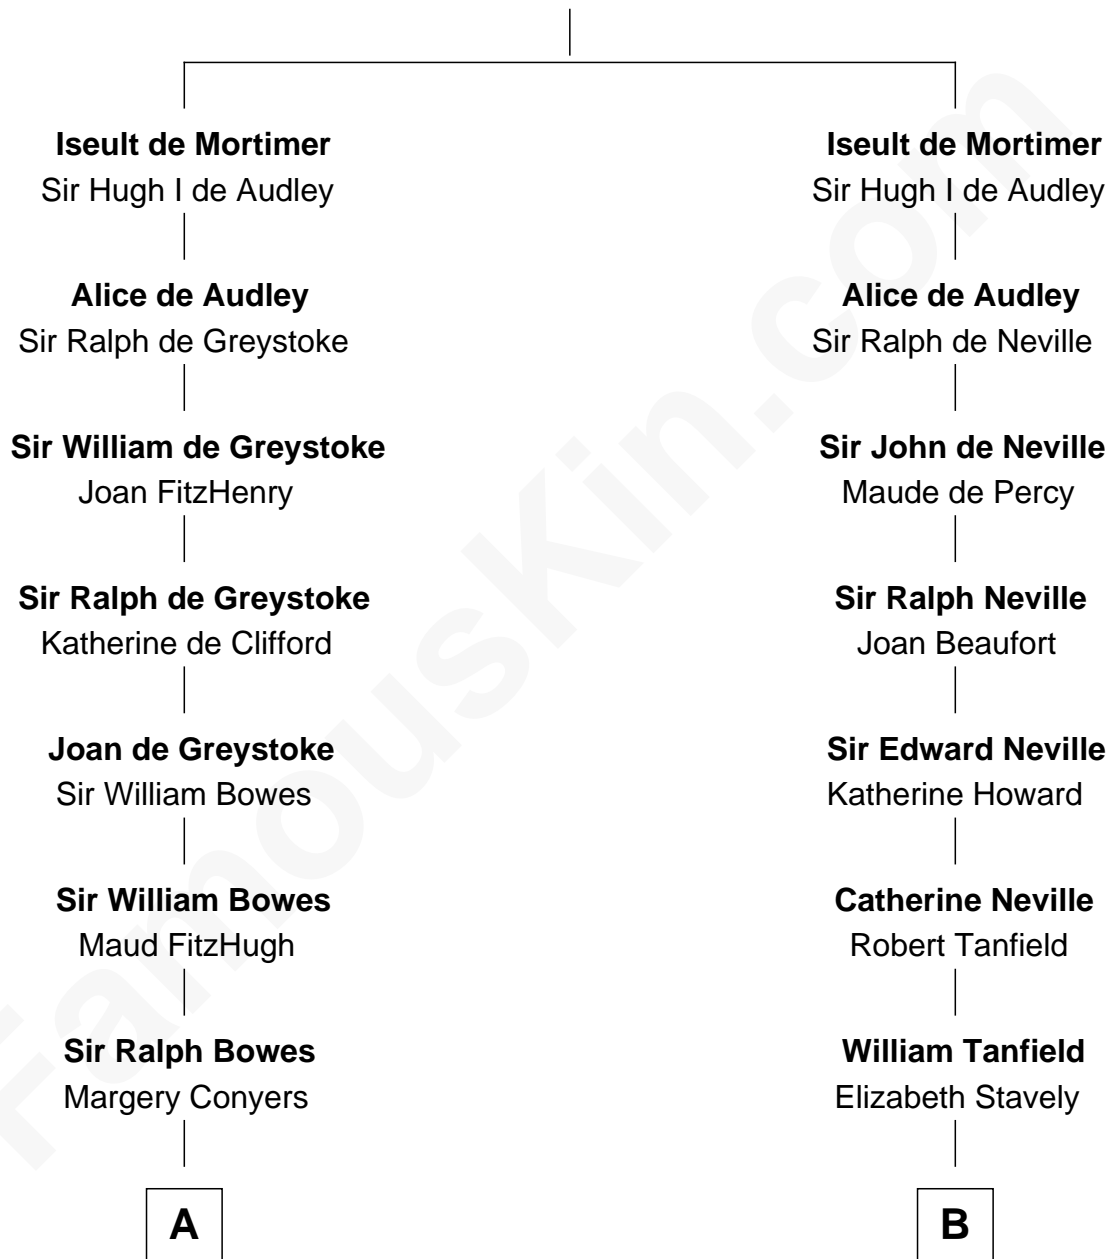 Iseult de Mortimer
Sir Hugh I de Audley
Alice de Audley
Sir Ralph de Greystoke
Sir William de Greystoke
Joan FitzHenry
Sir Ralph de Greystoke
Katherine de Clifford
Joan de Greystoke
Sir William Bowes
Sir William Bowes
Maud FitzHugh
Sir Ralph Bowes
Margery Conyers
A
Iseult de Mortimer
Sir Hugh I de Audley
Alice de Audley
Sir Ralph de Neville
Sir John de Neville
Maude de Percy
Sir Ralph Neville
Joan Beaufort
Sir Edward Neville
Katherine Howard
Catherine Neville
Robert Tanfield
William Tanfield
Elizabeth Stavely
B
FamousKin.com